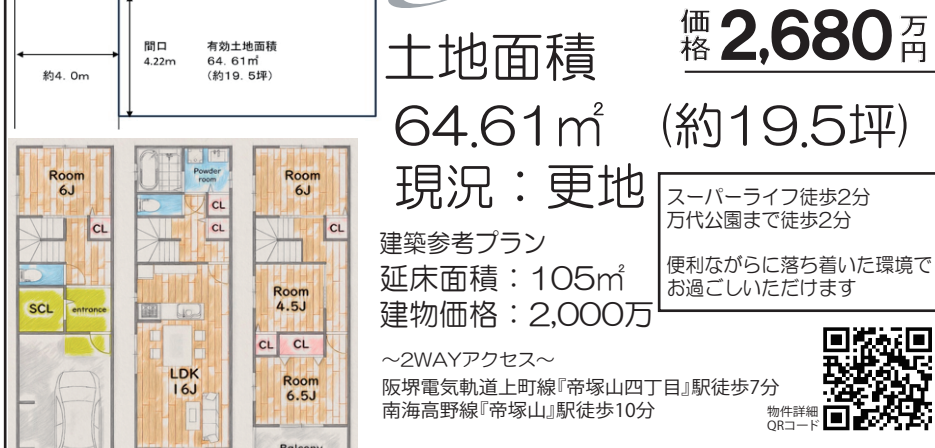 約4.0m
間口
4.22m
有効土地面積
64.61㎡
(約19.5坪)
価格 2,680万円
土地面積
64.61㎡ (約19.5坪)
現況：更地
スーパーライフ徒歩2分
万代公園まで徒歩2分
便利ながらに落ち着いた環境で
お過ごしいただけます
建築参考プラン
延床面積：105㎡
建物価格：2,000万
～2WAYアクセス～
阪堺電気軌道上町線『帝塚山四丁目』駅徒歩7分
南海高野線『帝塚山』駅徒歩10分
物件詳細
QRコード
Room
6J
CL
SCL
entrance
Powder
room
CL
CL
LDK
16J
Room
6J
CL
Room
4.5J
CL
CL
Room
6.5J
Balcony